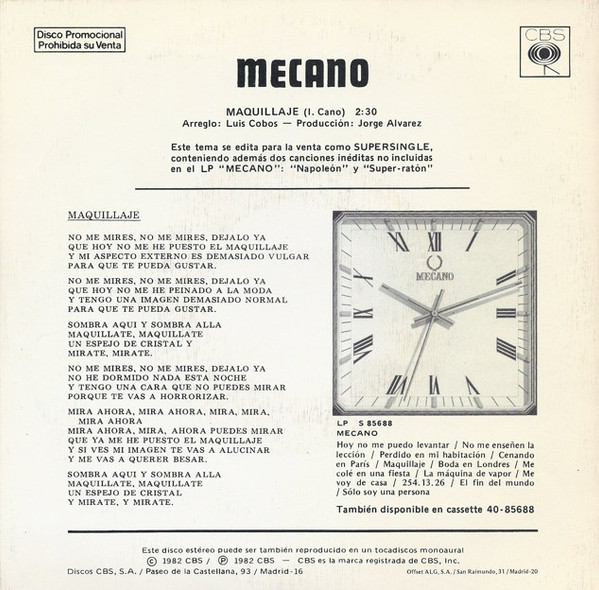 Disco Promocional
Prohibida su Venta
CBS
MECANO
MAQUILLAJE (I. Cano) 2:30
Arreglo: Luis Cobos — Producción: Jorge Alvarez
Este tema se edita para la venta como SUPERSINGLE,
conteniendo además dos canciones inéditas no incluidas
en el LP "MECANO": "Napoleón" y "Super-ratón"
MAQUILLAJE
NO ME MIRES, NO ME MIRES, DEJALO YA
QUE HOY NO ME HE PUESTO EL MAQUILLAJE
Y MI ASPECTO EXTERNO ES DEMASIADO VULGAR
PARA QUE TE PUEDA GUSTAR.
NO ME MIRES, NO ME MIRES, DEJALO YA
QUE HOY NO ME HE PEINADO A LA MODA
Y TENGO UNA IMAGEN DEMASIADO NORMAL
PARA QUE TE PUEDA GUSTAR.
SOMBRA AQUI Y SOMBRA ALLA
MAQUILLATE, MAQUILLATE
UN ESPEJO DE CRISTAL Y
MIRATE, MIRATE.
NO ME MIRES, NO ME MIRES, DEJALO YA
NO HE DORMIDO NADA ESTA NOCHE
Y TENGO UNA CARA QUE NO PUEDES MIRAR
PORQUE TE VAS A HORRORIZAR.
MIRA AHORA, MIRA AHORA, MIRA, MIRA,
MIRA AHORA
MIRA AHORA, MIRA, AHORA PUEDES MIRAR
QUE YA ME HE PUESTO EL MAQUILLAJE
Y SI VES MI IMAGEN TE VAS A ALUCINAR
Y ME VAS A QUERER BESAR.
SOMBRA AQUI Y SOMBRA ALLA
MAQUILLATE, MAQUILLATE
UN ESPEJO DE CRISTAL
Y MIRATE, Y MIRATE.
XII
MECANO
III
VI
IX
LP S 85688
MECANO
Hoy no me puedo levantar / No me enseñen la
lección / Perdido en mi habitación / Cenando
en París / Maquillaje / Boda en Londres / Me
colé en una fiesta / La máquina de vapor / Me
voy de casa / 254.13.26 / El fin del mundo
/ Sólo soy una persona
También disponible en cassette 40-85688
Este disco estéreo puede ser también reproducido en un tocadiscos monoaural
© 1982 CBS / ℗ 1982 CBS — CBS es la marca registrada de CBS, Inc.
Discos CBS, S.A. / Paseo de la Castellana, 93 / Madrid-16
Offset ALG, S.A. / San Raimundo, 31 / Madrid-20